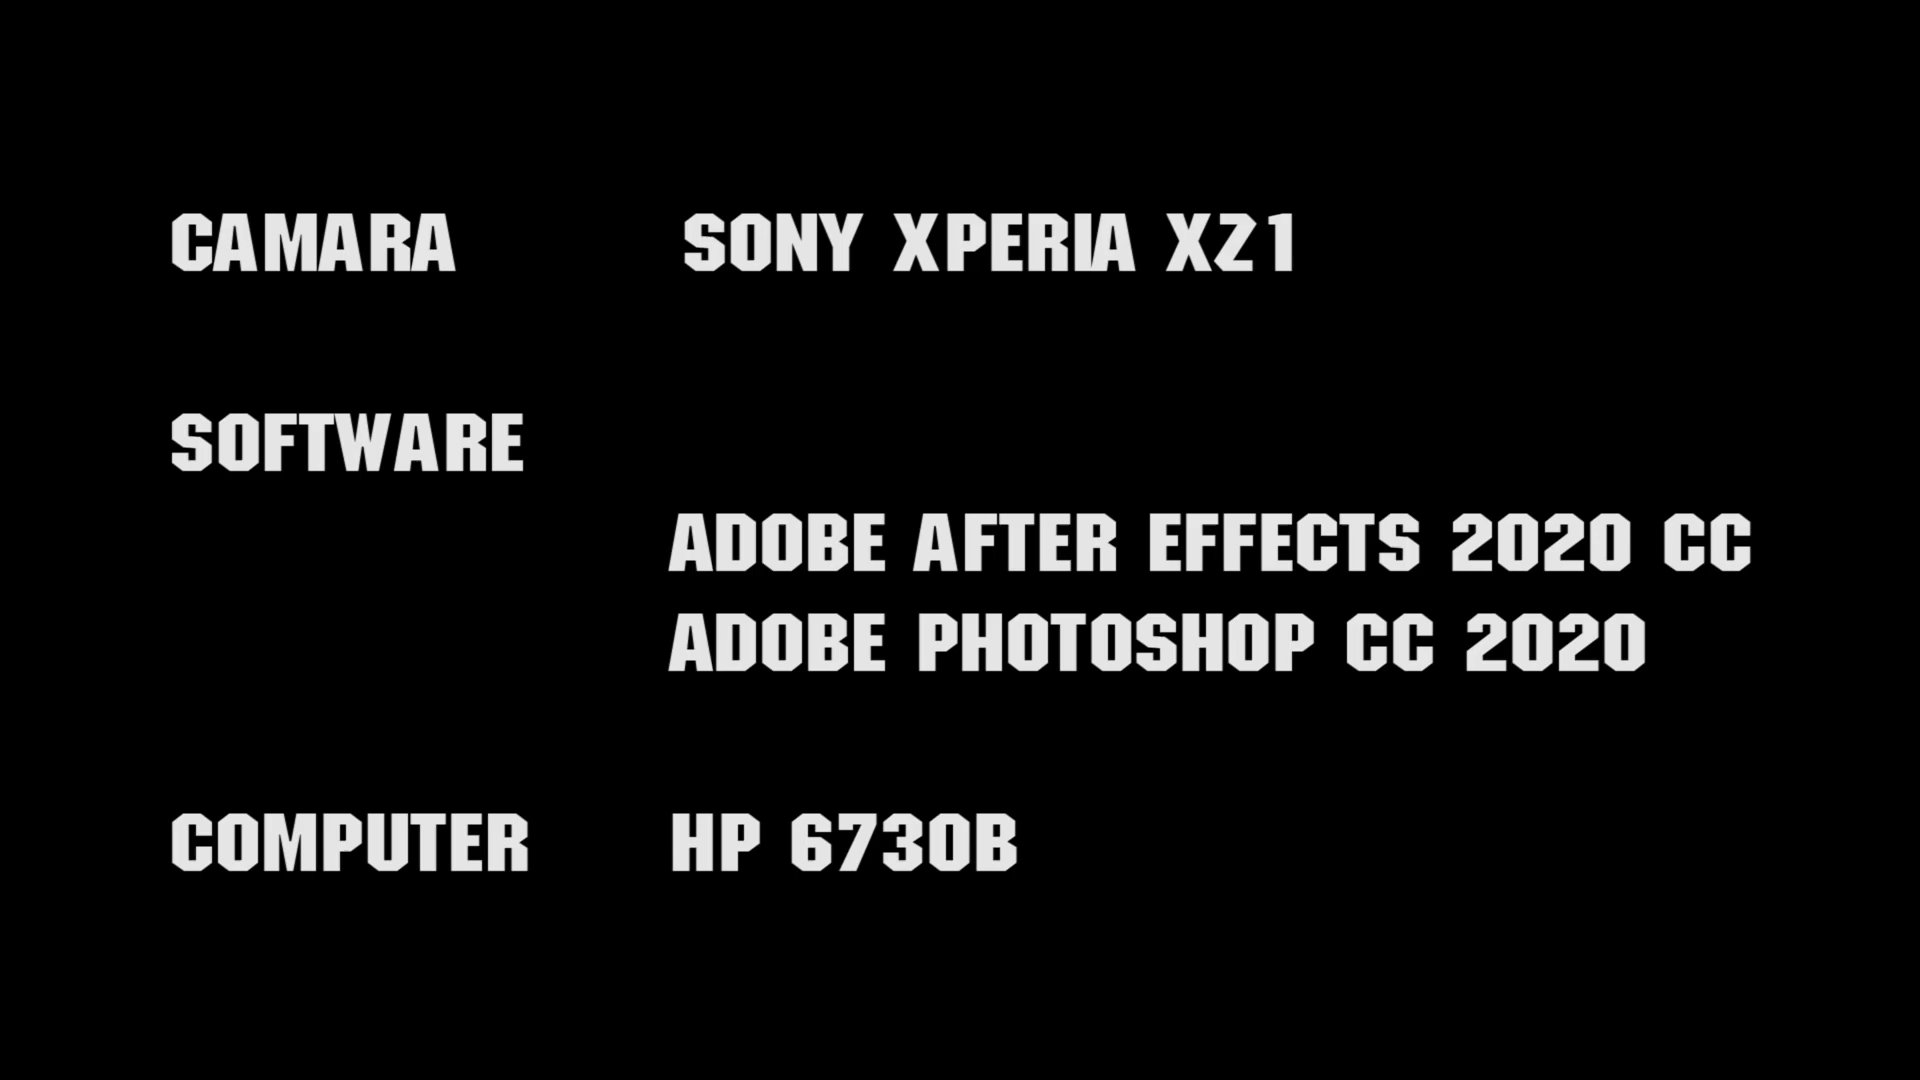 CAMARA SONY XPERIA XZ1
SOFTWARE
ADOBE AFTER EFFECTS 2020 CC
ADOBE PHOTOSHOP CC 2020
COMPUTER HP 6730B